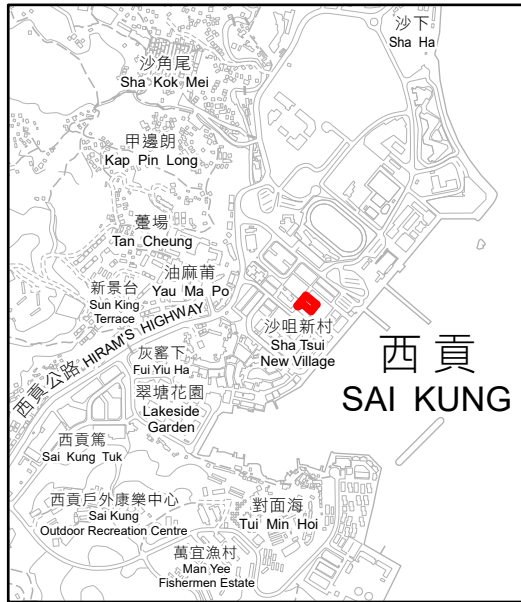 沙下
Sha Ha
沙角尾
Sha Kok Mei
甲邊朗
Kap Pin Long
躉場
Tan Cheung
油麻莆
Yau Ma Po
新景台
Sun King
Terrace
西貢公路 HIRAM'S HIGHWAY
沙咀新村
Sha Tsui
New Village
西貢
SAI KUNG
灰窰下
Fui Yiu Ha
翠塘花園
Lakeside
Garden
西貢篤
Sai Kung Tuk
西貢戶外康樂中心
Sai Kung
Outdoor Recreation Centre
對面海
Tui Min Hoi
萬宜漁村
Man Yee
Fishermen Estate